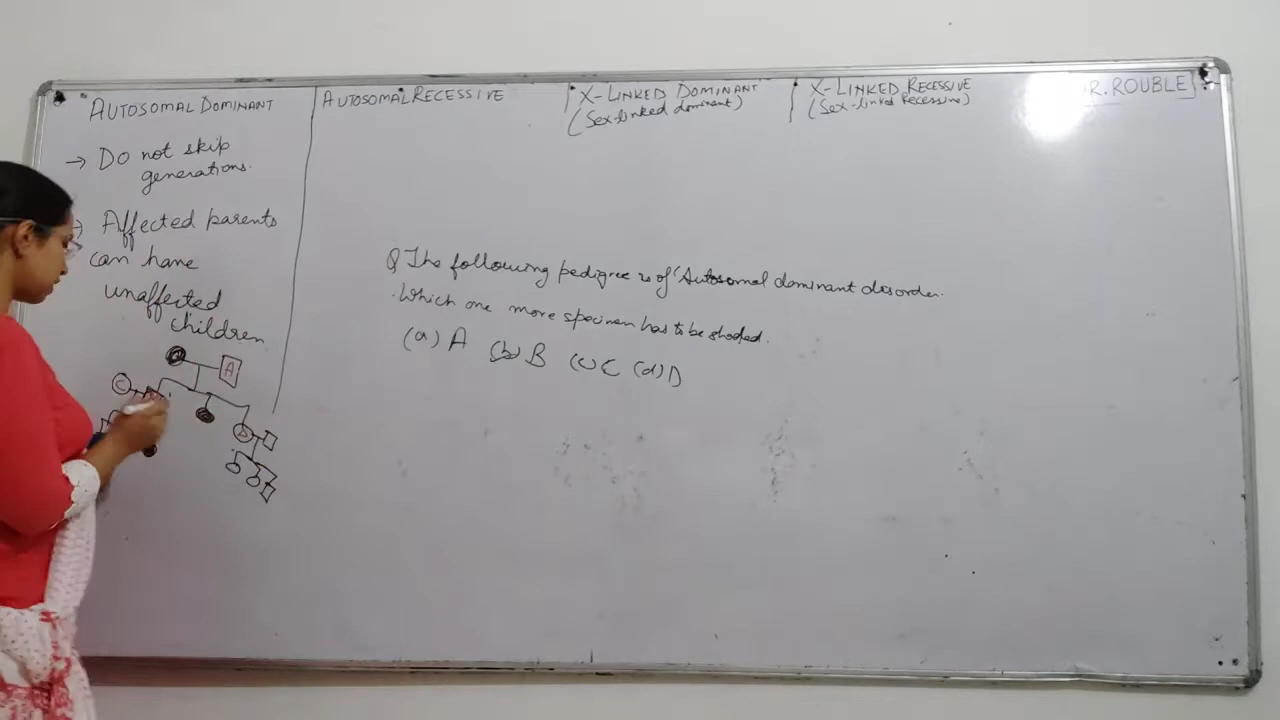 AUTOSOMAL DOMINANT
→ Do not skip
generations.
Affected parents
can have
unaffected
children
A
C
D
AUTOSOMAL RECESSIVE
X-LINKED DOMINANT
(Sex-linked dominant)
X-LINKED RECESSIVE
(Sex-linked Recessive)
R. ROUBLE
Q The following pedigree is of Autosomal dominant disorder.
Which one more specimen has to be shaded.
(a) A (b) B (c) C (d) D